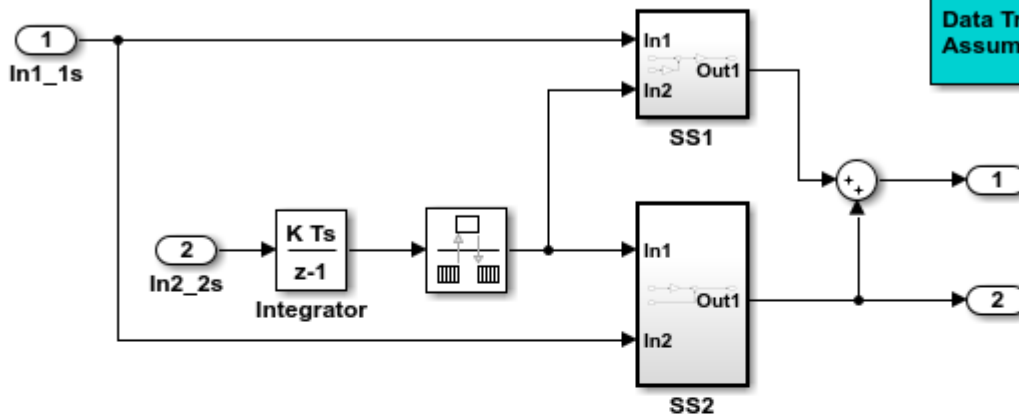 1
In1_1s
In1
In2
Out1
SS1
Data
Assum
1
2
In2_2s
K Ts
z-1
Integrator
In1
In2
Out1
SS2
2